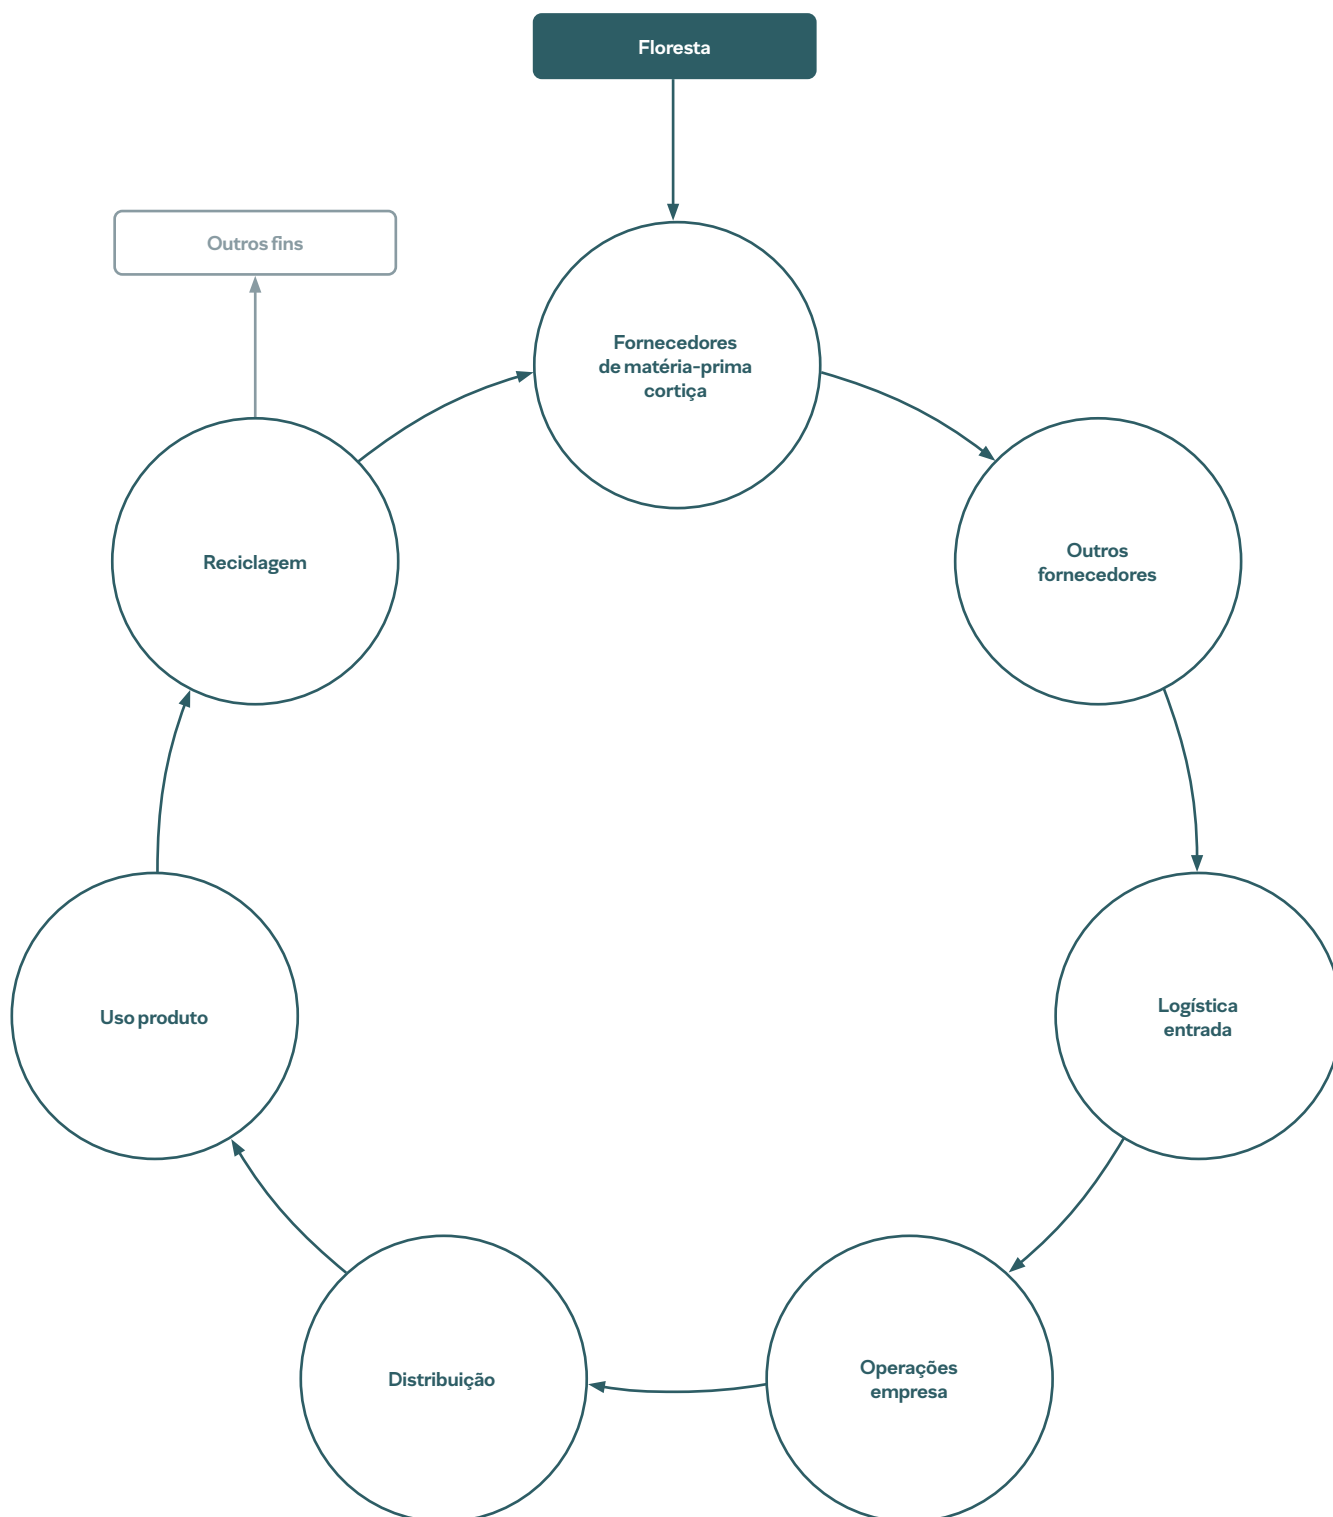 Floresta
Outros fins
Fornecedores
de matéria-prima
cortiça
Reciclagem
Outros
fornecedores
Uso produto
Logística
entrada
Distribuição
Operações
empresa